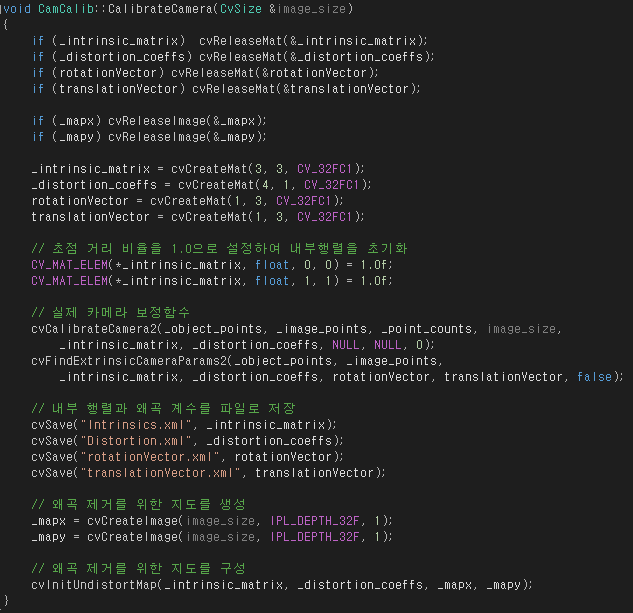 void CamCalib::CalibrateCamera(CvSize &image_size)
{
    if (_intrinsic_matrix)  cvReleaseMat(&_intrinsic_matrix);
    if (_distortion_coeffs) cvReleaseMat(&_distortion_coeffs);
    if (rotationVector) cvReleaseMat(&rotationVector);
    if (translationVector) cvReleaseMat(&translationVector);

    if (_mapx) cvReleaseImage(&_mapx);
    if (_mapy) cvReleaseImage(&_mapy);

    _intrinsic_matrix = cvCreateMat(3, 3, CV_32FC1);
    _distortion_coeffs = cvCreateMat(4, 1, CV_32FC1);
    rotationVector = cvCreateMat(1, 3, CV_32FC1);
    translationVector = cvCreateMat(1, 3, CV_32FC1);

    // 초점 거리 비율을 1.0으로 설정하여 내부행렬을 초기화
    CV_MAT_ELEM(*_intrinsic_matrix, float, 0, 0) = 1.0f;
    CV_MAT_ELEM(*_intrinsic_matrix, float, 1, 1) = 1.0f;

    // 실제 카메라 보정함수
    cvCalibrateCamera2(_object_points, _image_points, _point_counts, image_size,
        _intrinsic_matrix, _distortion_coeffs, NULL, NULL, 0);
    cvFindExtrinsicCameraParams2(_object_points, _image_points,
        _intrinsic_matrix, _distortion_coeffs, rotationVector, translationVector, false);

    // 내부 행렬과 왜곡 계수를 파일로 저장
    cvSave("Intrinsics.xml", _intrinsic_matrix);
    cvSave("Distortion.xml", _distortion_coeffs);
    cvSave("rotationVector.xml", rotationVector);
    cvSave("translationVector.xml", translationVector);

    // 왜곡 제거를 위한 지도를 생성
    _mapx = cvCreateImage(image_size, IPL_DEPTH_32F, 1);
    _mapy = cvCreateImage(image_size, IPL_DEPTH_32F, 1);

    // 왜곡 제거를 위한 지도를 구성
    cvInitUndistortMap(_intrinsic_matrix, _distortion_coeffs, _mapx, _mapy);
}